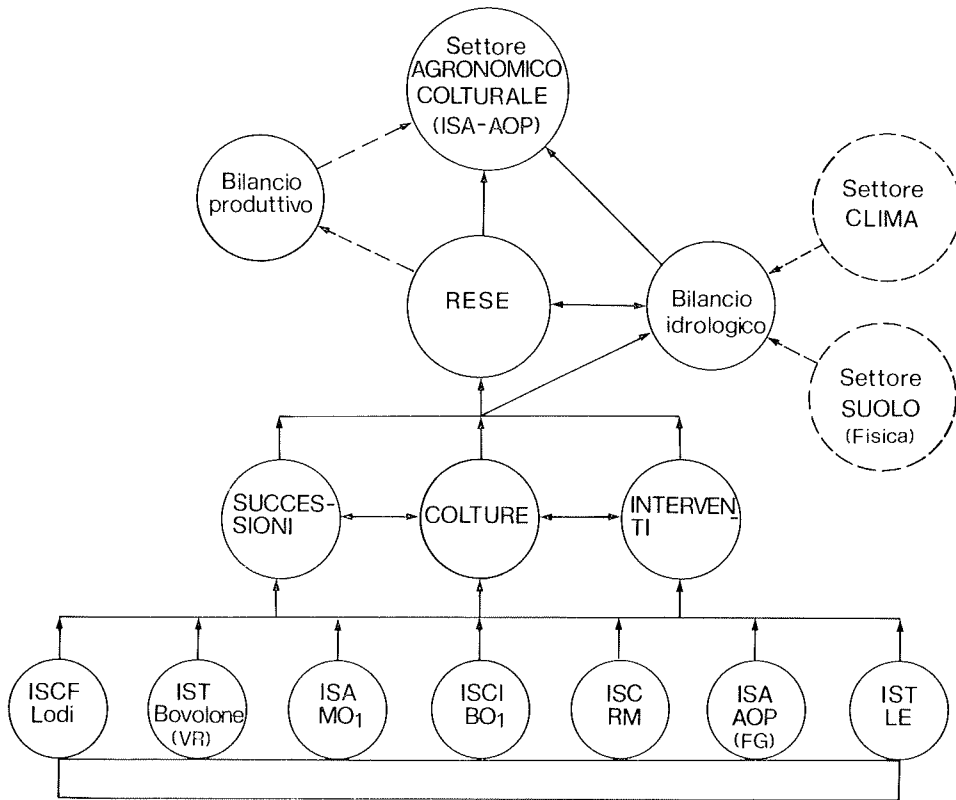 Settore
AGRONOMICO
COLTURALE
(ISA-AOP)
Bilancio
produttivo
Settore
CLIMA
RESE
Bilancio
idrologico
Settore
SUOLO
(Fisica)
SUCCES-
SIONI
COLTURE
INTERVEN-
TI
ISCF
Lodi
IST
Bovolone
(VR)
ISA
MO1
ISCI
BO1
ISC
RM
ISA
AOP
(FG)
IST
LE